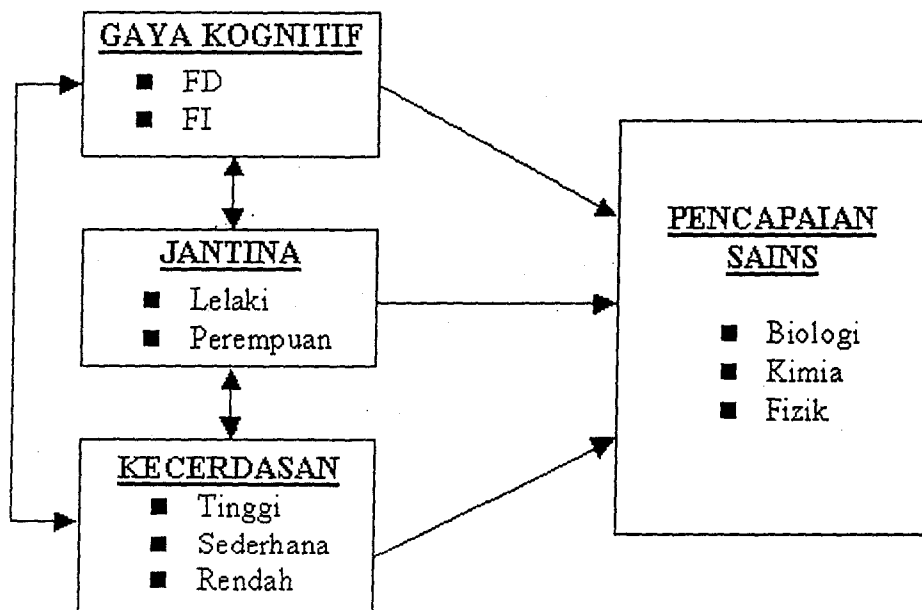 GAYA KOGNITIF
■ FD
■ FI
JANTINA
■ Lelaki
■ Perempuan
KECERDASAN
■ Tinggi
■ Sederhana
■ Rendah
PENCAPAIAN
SAINS
■ Biologi
■ Kimia
■ Fizik